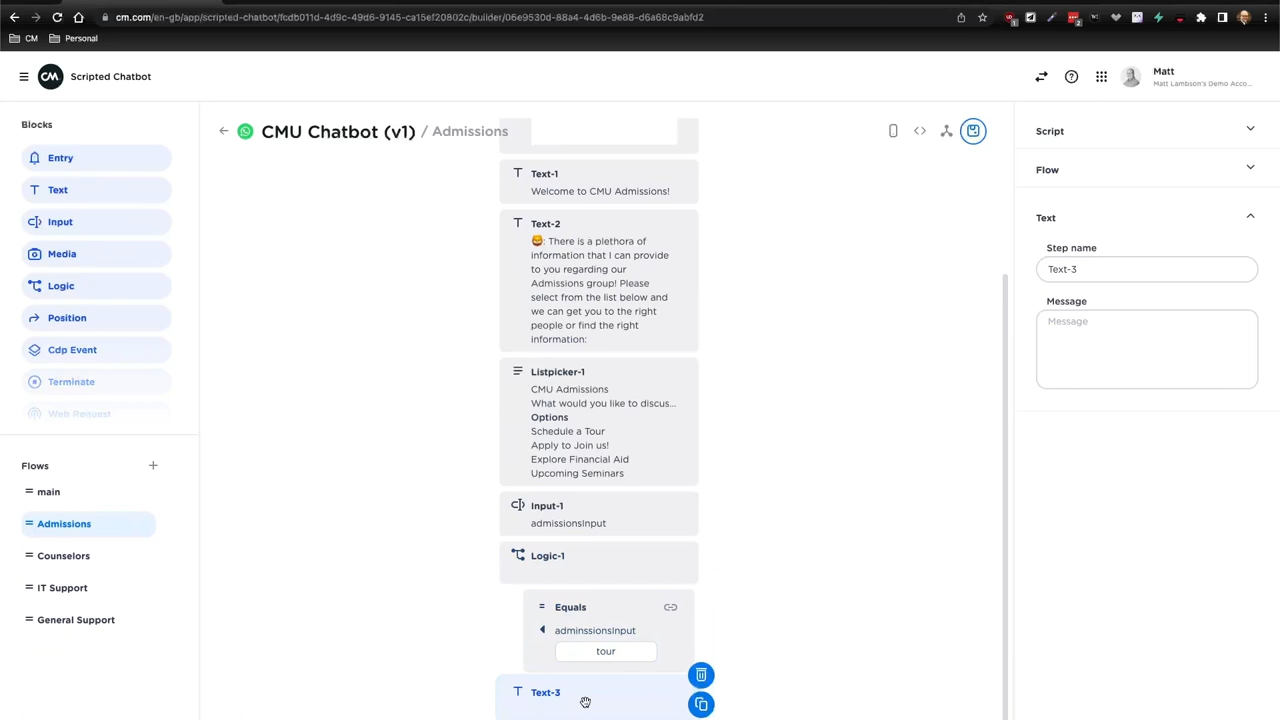 cm.com/en-gb/app/scripted-chatbot/fcdb011d-4d9c-49d6-9145-ca15ef20802c/builder/06e9530d-88a4-4d6b-9e88-d6a68c9abfd2
CM
Personal
CM.
Scripted Chatbot
Matt
Matt Lambson's Demo Acco...
Blocks
Entry
Text
Input
Media
Logic
Position
Cdp Event
Terminate
Web Request
Flows
main
Admissions
Counselors
IT Support
General Support
CMU Chatbot (v1) / Admissions
Text-1
Welcome to CMU Admissions!
Text-2
🦁: There is a plethora of
information that I can provide
to you regarding our
Admissions group! Please
select from the list below and
we can get you to the right
people or find the right
information:
Listpicker-1
CMU Admissions
What would you like to discus...
Options
Schedule a Tour
Apply to Join us!
Explore Financial Aid
Upcoming Seminars
Input-1
admissionsInput
Logic-1
= Equals
adminssionsInput
tour
Text-3
Script
Flow
Text
Step name
Text-3
Message
Message